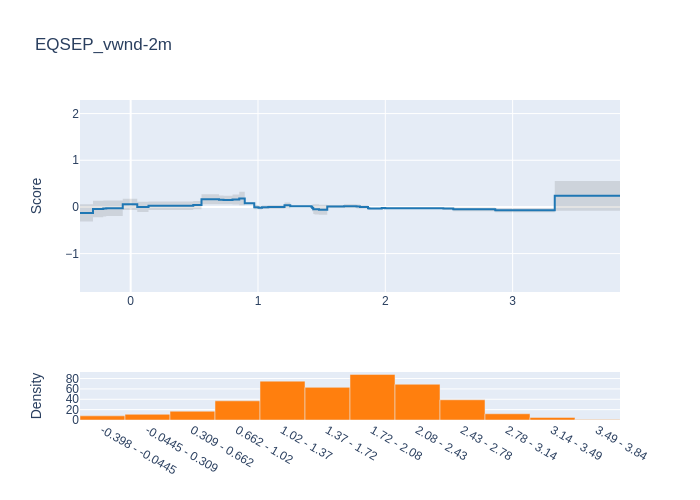 EQSEP_vwnd-2m
Score
2
1
0
−1
0
1
2
3
Density
80
60
40
20
0
-0.398 - -0.0445
-0.0445 - 0.309
0.309 - 0.662
0.662 - 1.02
1.02 - 1.37
1.37 - 1.72
1.72 - 2.08
2.08 - 2.43
2.43 - 2.78
2.78 - 3.14
3.14 - 3.49
3.49 - 3.84